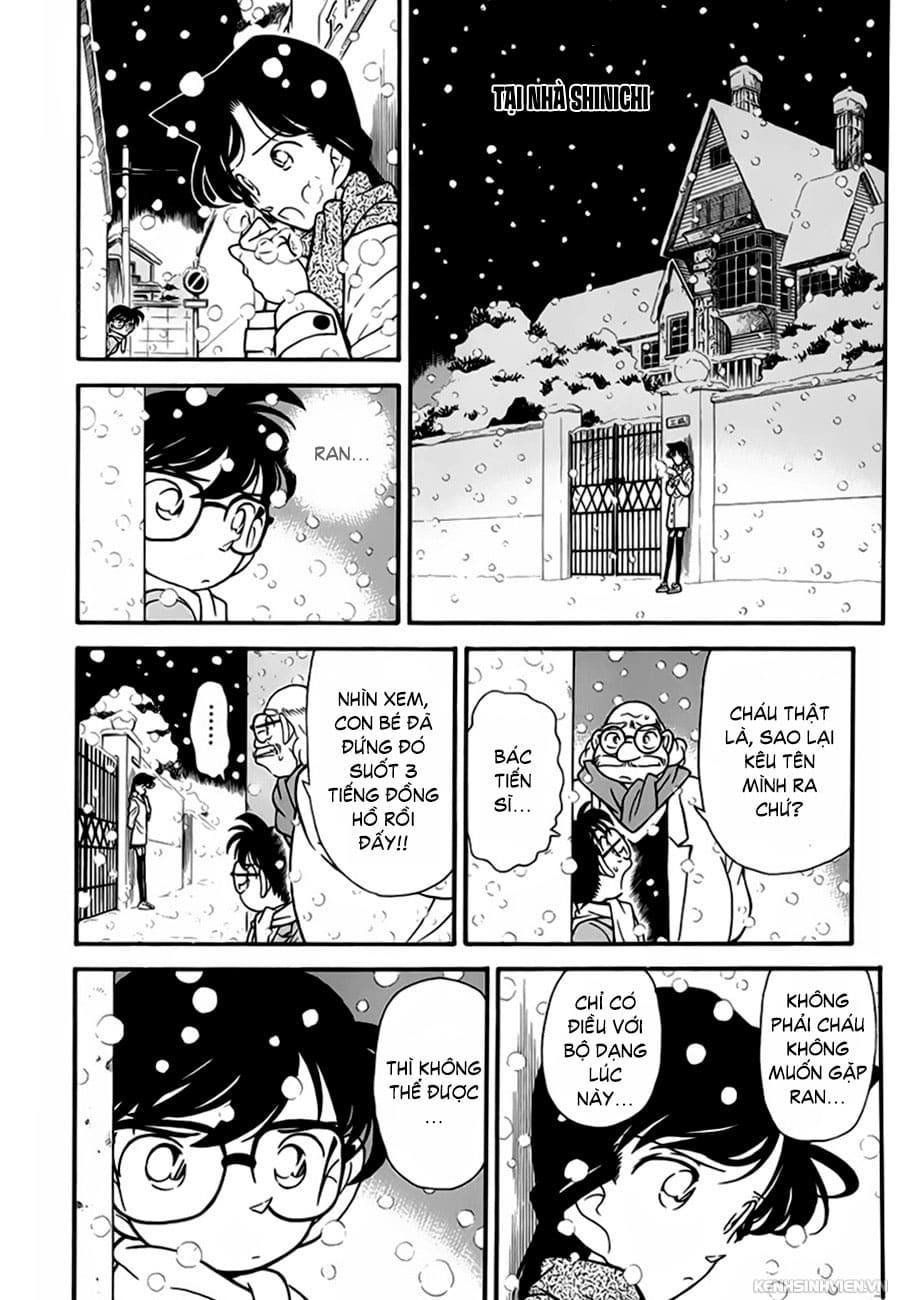 TẠI NHÀ SHINICHI
RAN...
CHÁU THẬT
LÀ, SAO LẠI
KÊU TÊN
MÌNH RA
CHỨ?
BÁC
TIẾN
SĨ...
NHÌN XEM,
CON BÉ ĐÃ
ĐỨNG ĐÓ
SUỐT 3
TIẾNG ĐỒNG
HỒ RỒI
ĐẤY!!
......
KHÔNG
PHẢI CHÁU
KHÔNG
MUỐN GẶP
RAN...
CHỈ CÓ
ĐIỀU VỚI
BỘ DẠNG
LÚC
NÀY...
THÌ KHÔNG
THỂ ĐƯỢC
...
KENHSINHVIEN.VN